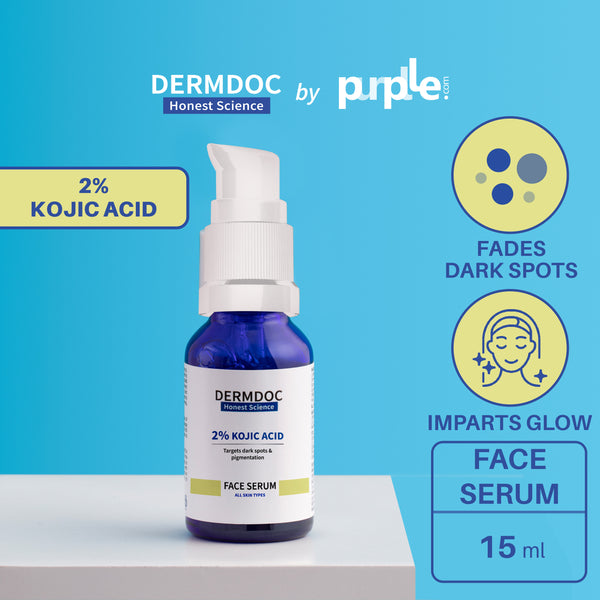 DERMDOC
Honest Science
by
purplle.com
2%
KOJIC ACID
FADES
DARK SPOTS
IMPARTS GLOW
FACE
SERUM
15 ml
DERMDOC
Honest Science
2% KOJIC ACID
Targets dark spots &
pigmentation
FACE SERUM
ALL SKIN TYPES